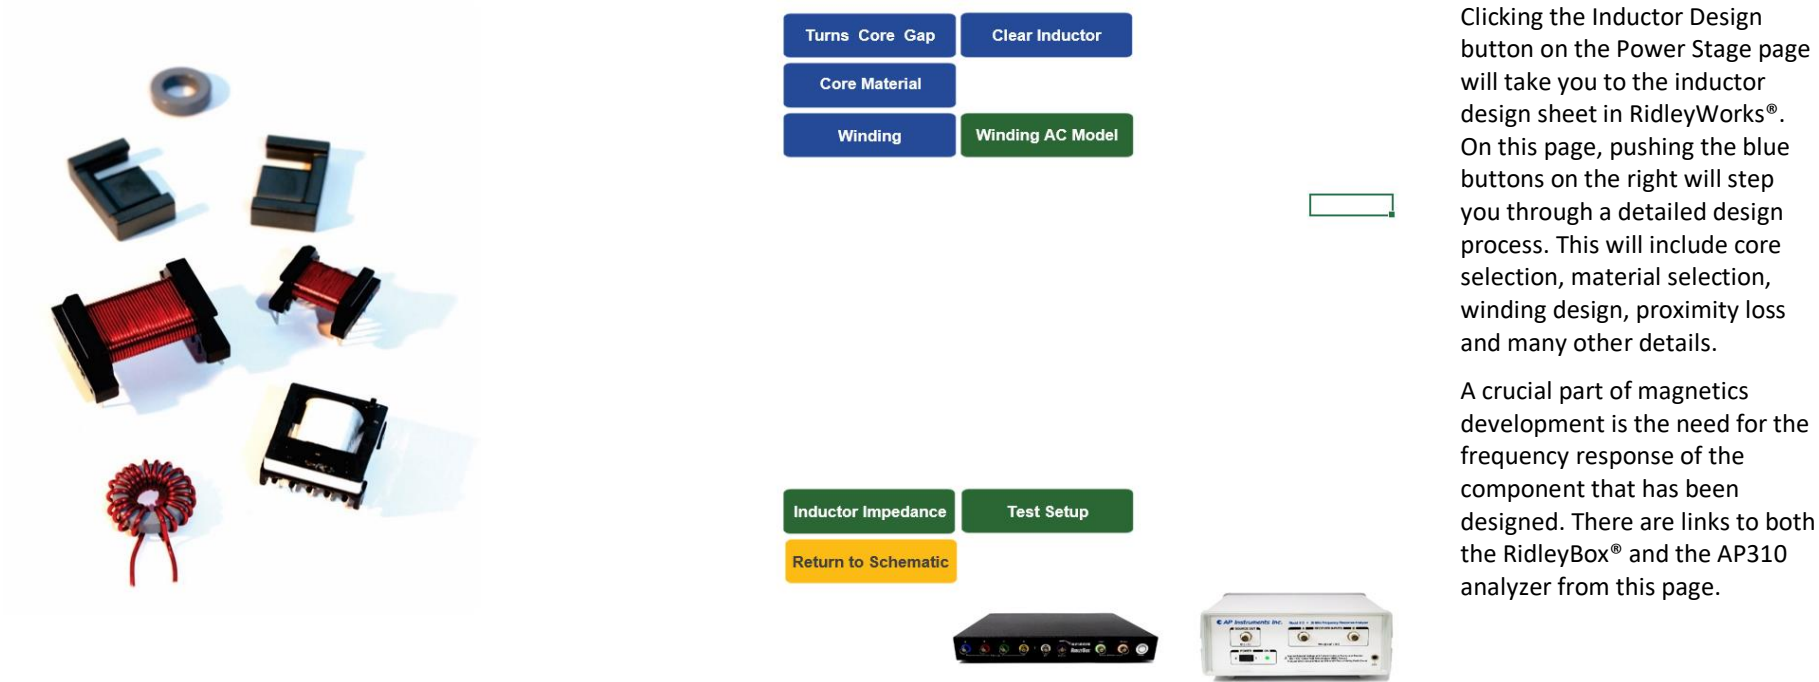 Turns Core Gap
Clear Inductor
Core Material
Winding
Winding AC Model
Inductor Impedance
Test Setup
Return to Schematic
AP Instruments Inc.
Clicking the Inductor Design
button on the Power Stage page
will take you to the inductor
design sheet in RidleyWorks®.
On this page, pushing the blue
buttons on the right will step
you through a detailed design
process. This will include core
selection, material selection,
winding design, proximity loss
and many other details.
A crucial part of magnetics
development is the need for the
frequency response of the
component that has been
designed. There are links to both
the RidleyBox® and the AP310
analyzer from this page.